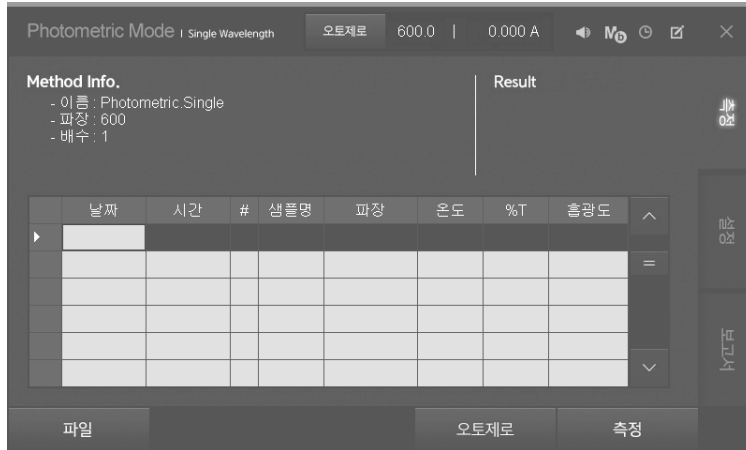 Photometric Mode | Single Wavelength 오토제로 600.0 | 0.000 A
Method Info.
- 이름 : Photometric.Single
- 파장 : 600
- 배수 : 1
Result
측정
설정
보고서
날짜 시간 # 샘플명 파장 온도 %T 흡광도
파일 오토제로 측정